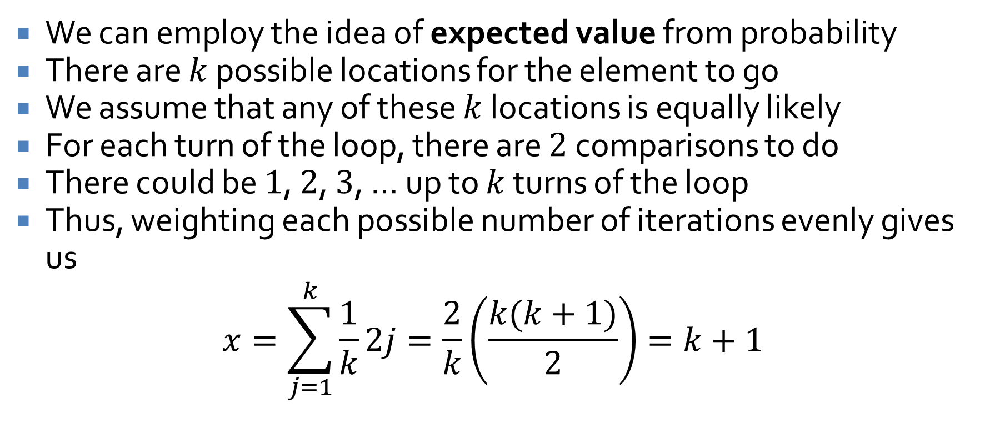 ▪ We can employ the idea of expected value from probability
▪ There are k possible locations for the element to go
▪ We assume that any of these k locations is equally likely
▪ For each turn of the loop, there are 2 comparisons to do
▪ There could be 1, 2, 3, … up to k turns of the loop
▪ Thus, weighting each possible number of iterations evenly gives
us
$x = \sum_{j=1}^{k} \frac{1}{k} 2j = \frac{2}{k} \left( \frac{k(k+1)}{2} \right) = k + 1$